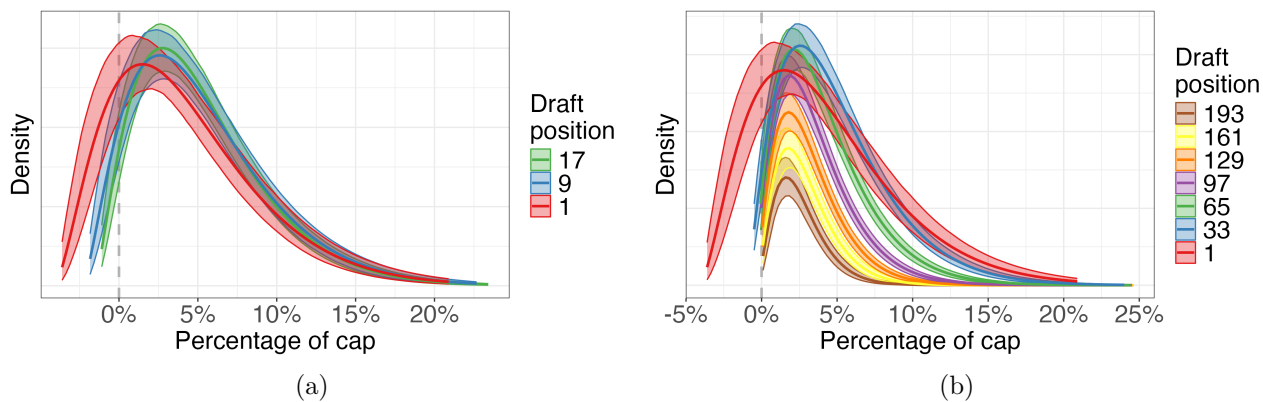 Density
0%
5%
10%
15%
20%
Percentage of cap
Draft
position
17
9
1
(a)
Density
-5%
0%
5%
10%
15%
20%
25%
Percentage of cap
Draft
position
193
161
129
97
65
33
1
(b)